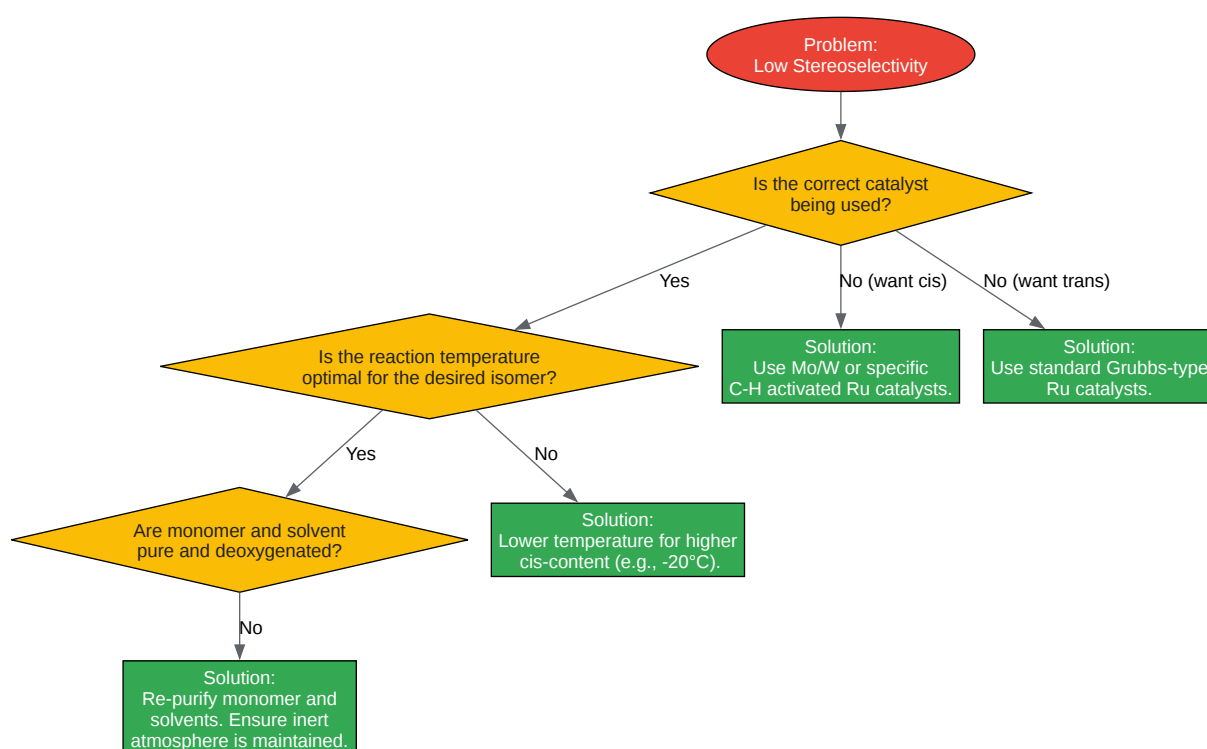 Problem:
Low Stereoselectivity
Is the correct catalyst
being used?
Yes
No (want cis)
No (want trans)
Is the reaction temperature
optimal for the desired isomer?
Solution:
Use Mo/W or specific
C-H activated Ru catalysts.
Solution:
Use standard Grubbs-type
Ru catalysts.
Yes
No
Are monomer and solvent
pure and deoxygenated?
Solution:
Lower temperature for higher
cis-content (e.g., -20°C).
No
Solution:
Re-purify monomer and
solvents. Ensure inert
atmosphere is maintained.